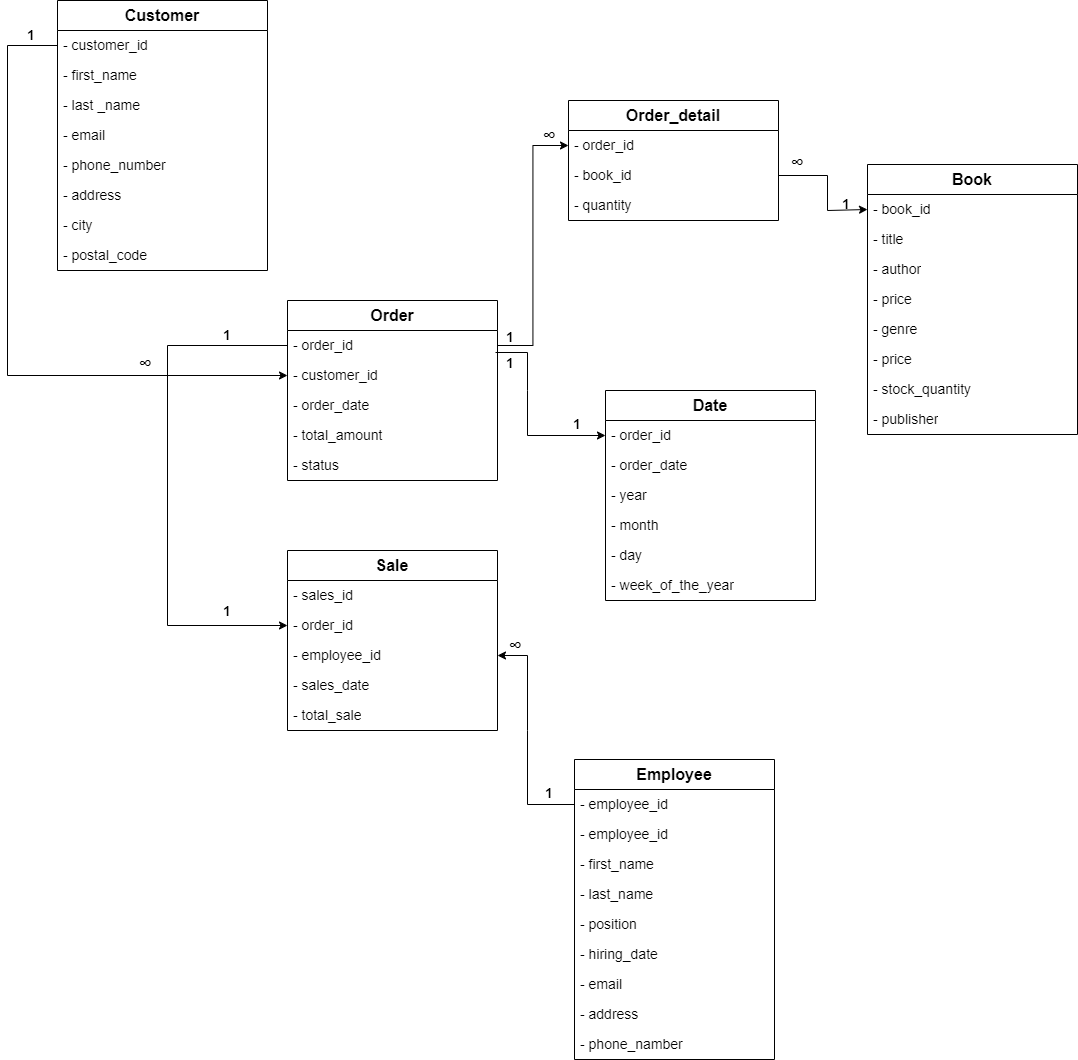 Customer
1
- customer_id
- first_name
- last _name
- email
- phone_number
- address
- city
- postal_code
Order_detail
∞
- order_id
- book_id
- quantity
∞
1
Book
- book_id
- title
- author
- price
- genre
- price
- stock_quantity
- publisher
Order
1
∞
- order_id
- customer_id
- order_date
- total_amount
- status
1
1
1
Date
- order_id
- order_date
- year
- month
- day
- week_of_the_year
Sale
1
- sales_id
- order_id
- employee_id
- sales_date
- total_sale
∞
1
Employee
- employee_id
- employee_id
- first_name
- last_name
- position
- hiring_date
- email
- address
- phone_namber